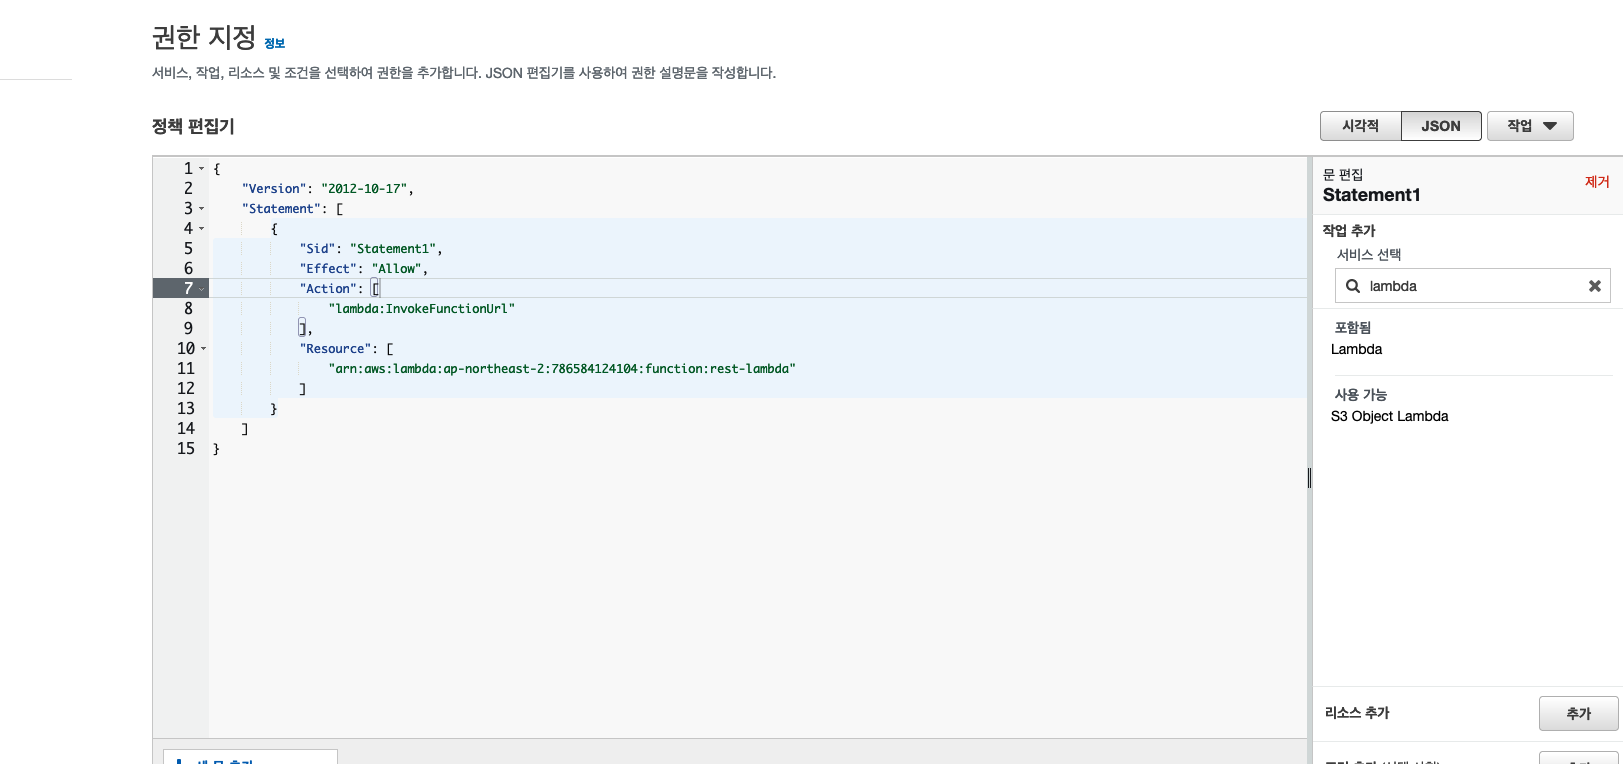 권한 지정 정보
서비스, 작업, 리소스 및 조건을 선택하여 권한을 추가합니다. JSON 편집기를 사용하여 권한 설명문을 작성합니다.
정책 편집기
시각적 JSON 작업
1 {
2 "Version": "2012-10-17",
3 "Statement": [
4 {
5 "Sid": "Statement1",
6 "Effect": "Allow",
7 "Action": [
8 "lambda:InvokeFunctionUrl"
9 ],
10 "Resource": [
11 "arn:aws:lambda:ap-northeast-2:786584124104:function:rest-lambda"
12 ]
13 }
14 ]
15 }
문 편집
Statement1
제거
작업 추가
서비스 선택
lambda
포함됨
Lambda
사용 가능
S3 Object Lambda
리소스 추가
추가